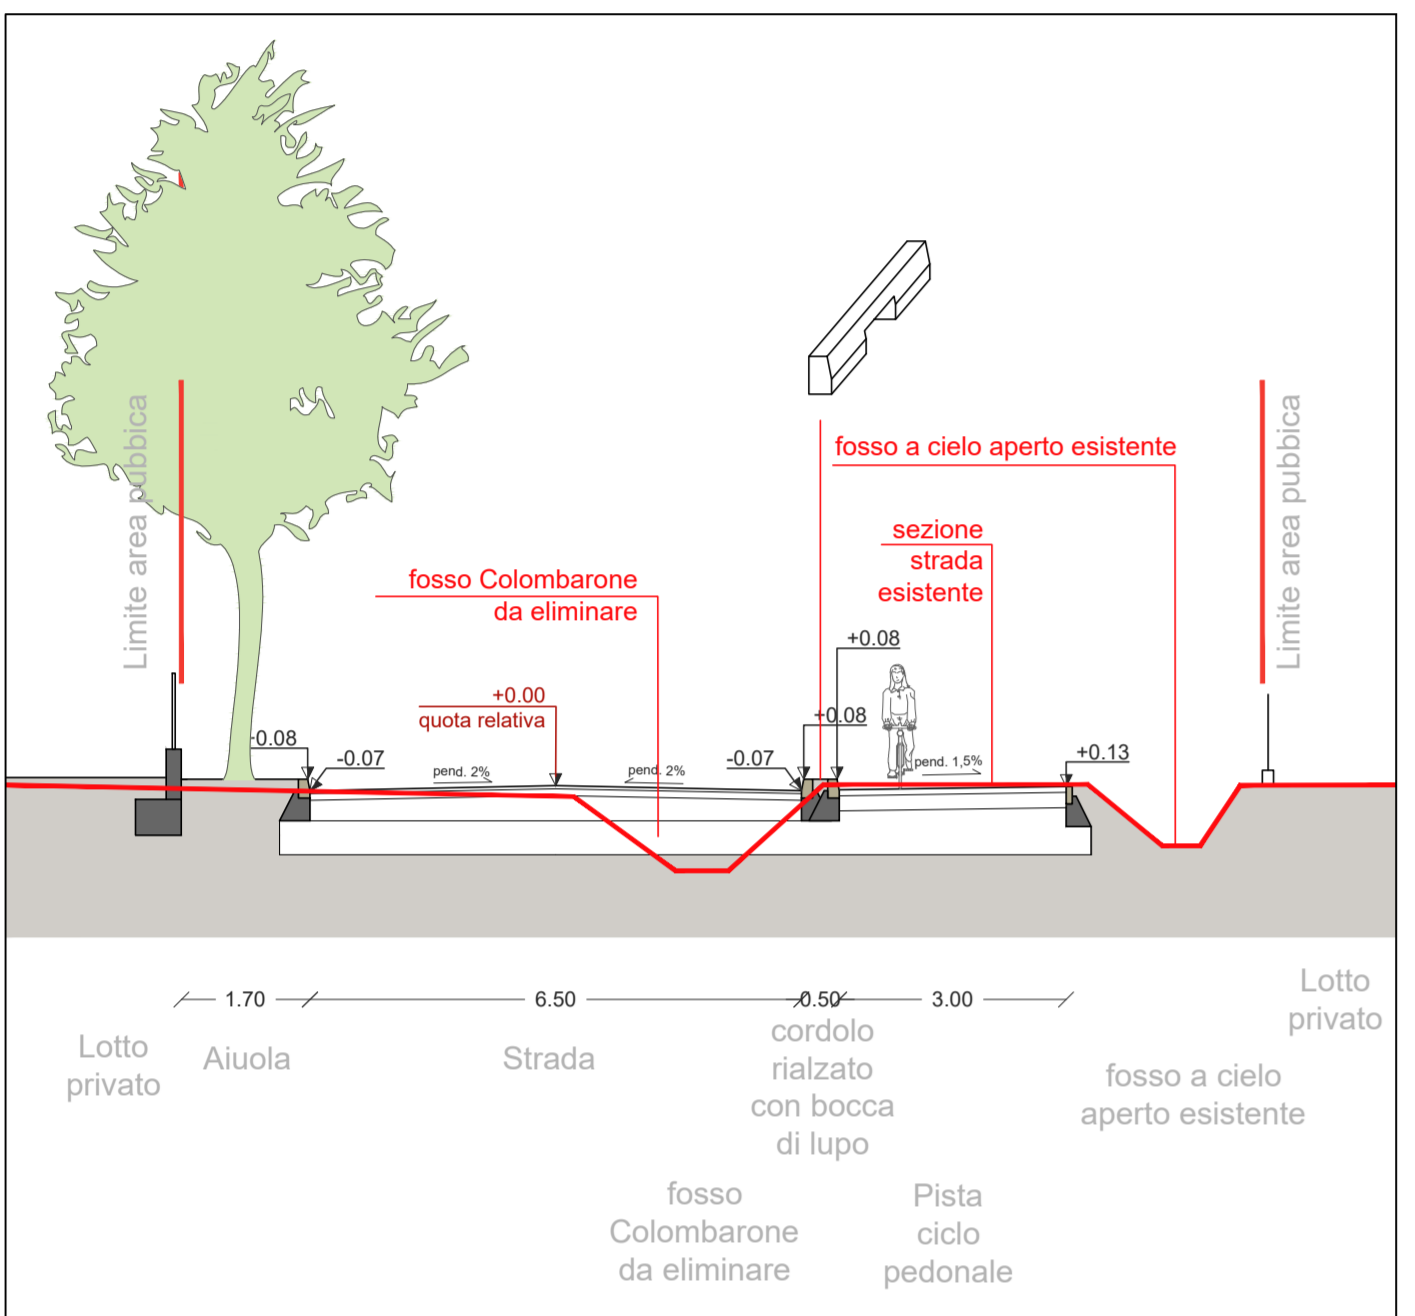 Limite area pubbica
Limite area pubbica
fosso a cielo aperto esistente
sezione
strada
esistente
fosso Colombarone
da eliminare
+0.08
+0.00
quota relativa
+0.08
-0.08
-0.07
-0.07
+0.13
pend. 2%
pend. 2%
pend. 1,5%
1.70
6.50
0.50
3.00
Lotto
privato
Aiuola
Strada
cordolo
rialzato
con bocca
di lupo
fosso a cielo
aperto esistente
Lotto
privato
fosso
Colombarone
da eliminare
Pista
ciclo
pedonale